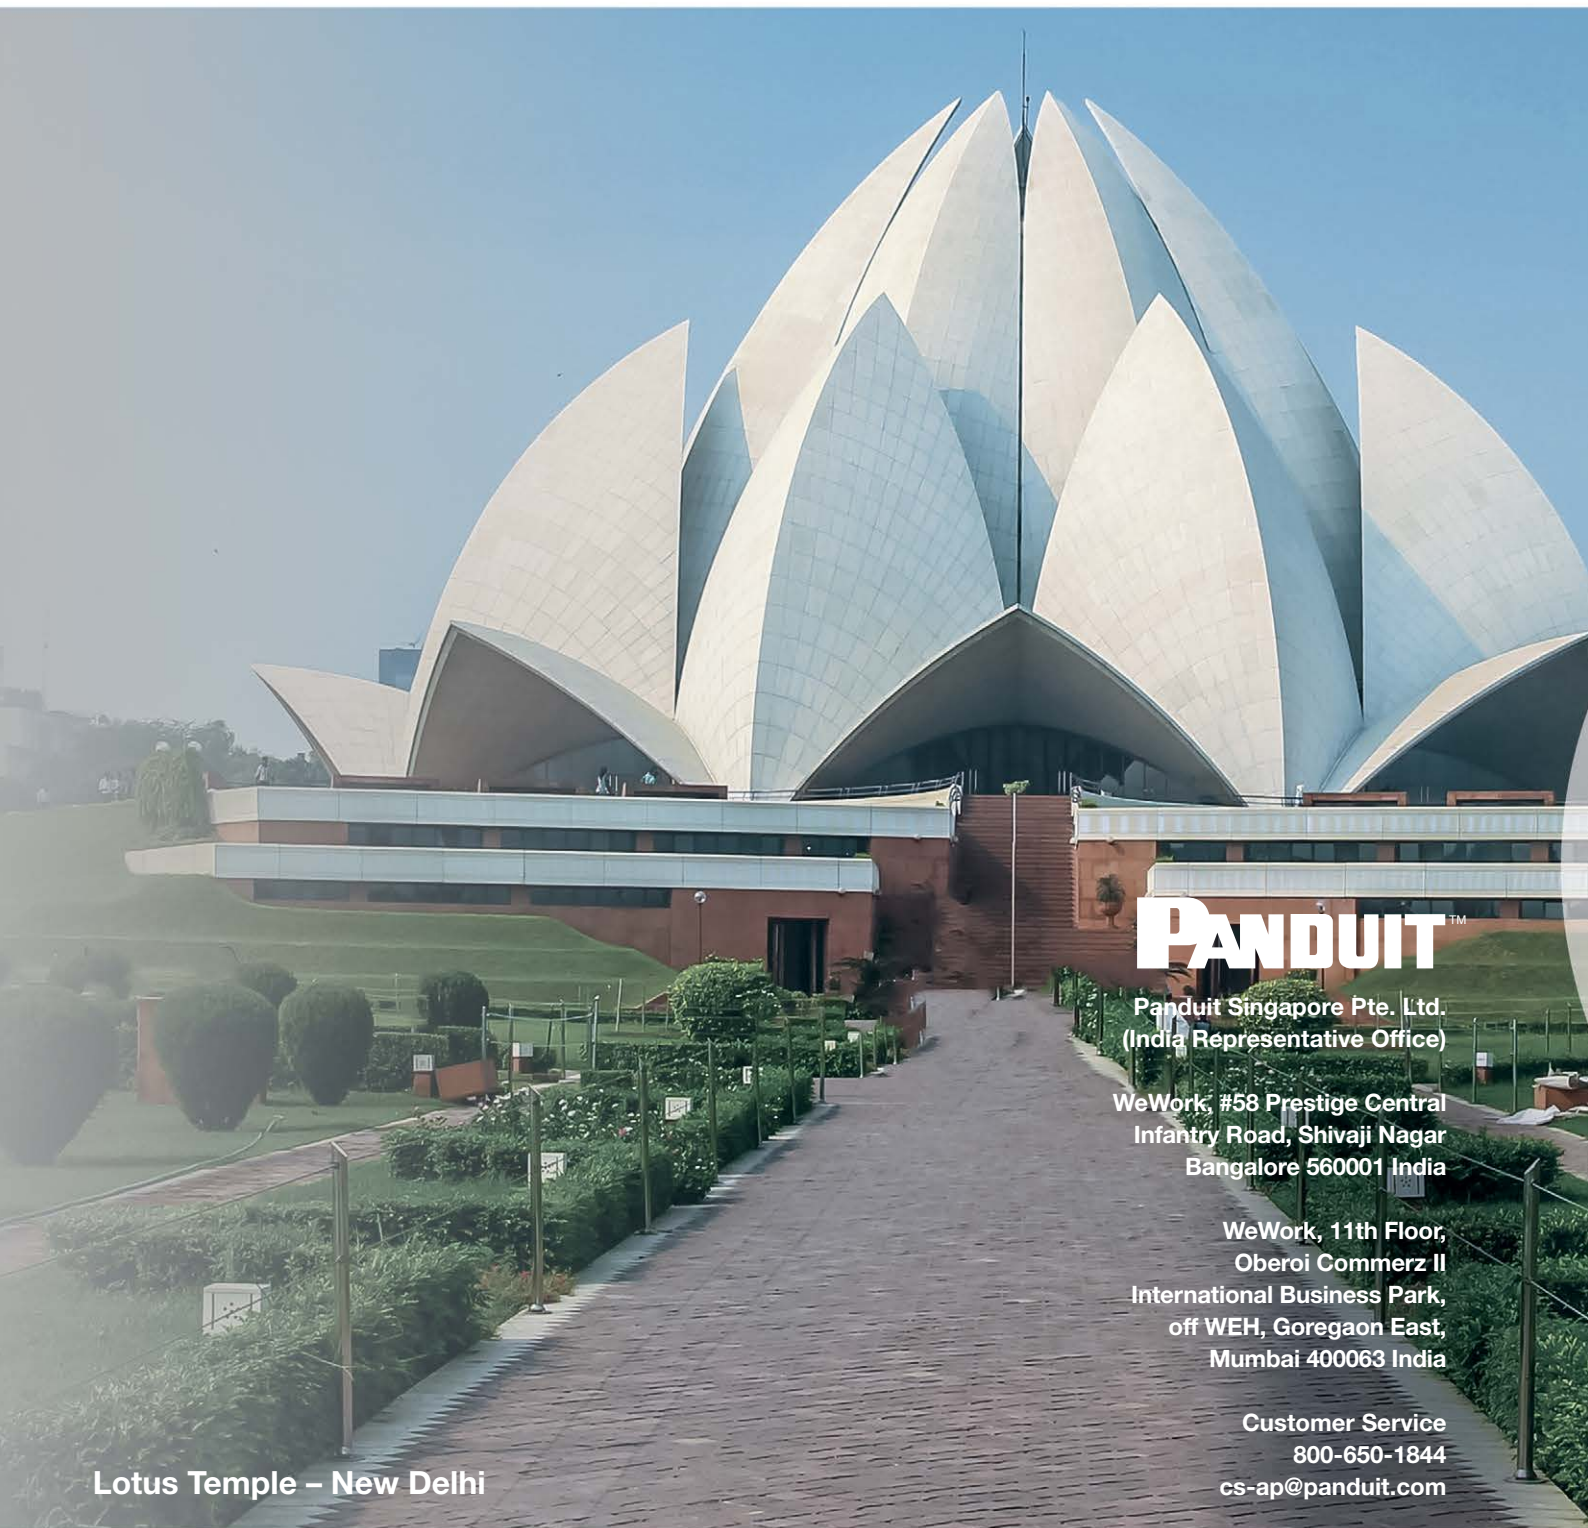 PANDUIT™
Panduit Singapore Pte. Ltd.
(India Representative Office)
WeWork, #58 Prestige Central
Infantry Road, Shivaji Nagar
Bangalore 560001 India
WeWork, 11th Floor,
Oberoi Commerz II
International Business Park,
off WEH, Goregaon East,
Mumbai 400063 India
Customer Service
800-650-1844
cs-ap@panduit.com
Lotus Temple – New Delhi